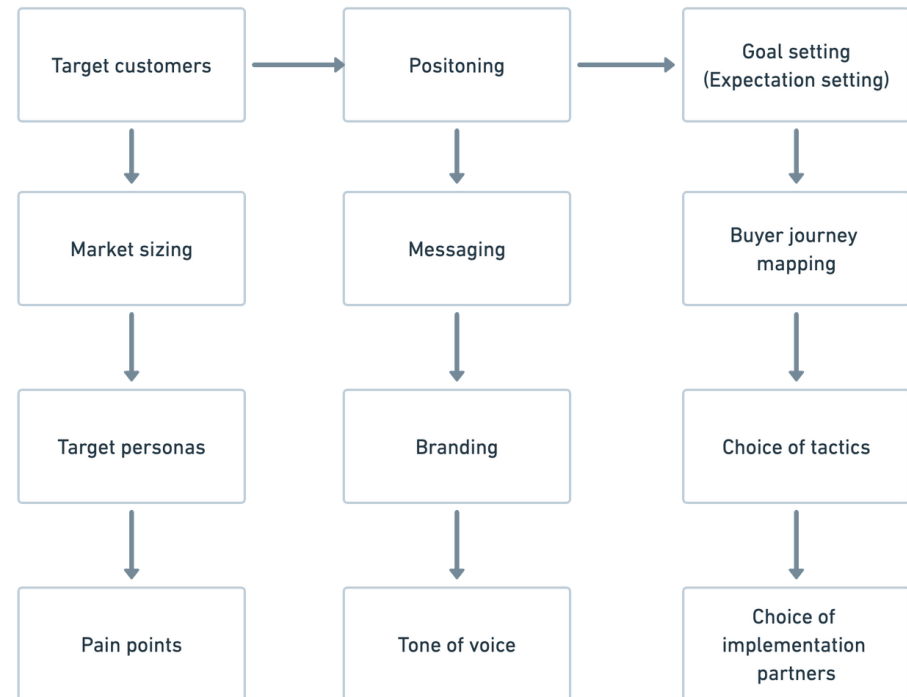 Target customers
Positoning
Goal setting
(Expectation setting)
Market sizing
Messaging
Buyer journey
mapping
Target personas
Branding
Choice of tactics
Pain points
Tone of voice
Choice of
implementation
partners